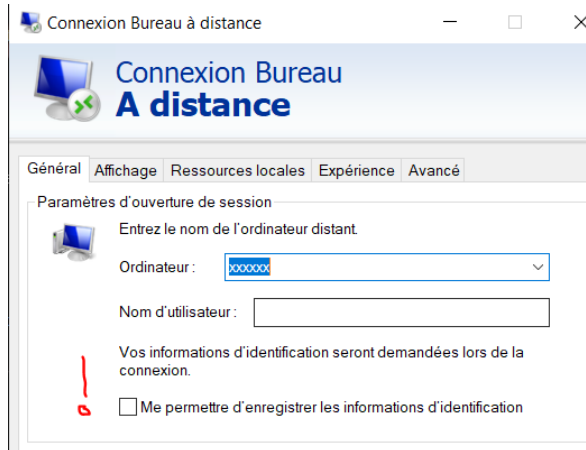 Connexion Bureau à distance
Connexion Bureau
A distance
Général Affichage Ressources locales Expérience Avancé
Paramètres d'ouverture de session
Entrez le nom de l'ordinateur distant.
Ordinateur : xxxxxx
Nom d'utilisateur :
Vos informations d'identification seront demandées lors de la
connexion.
!
Me permettre d'enregistrer les informations d'identification